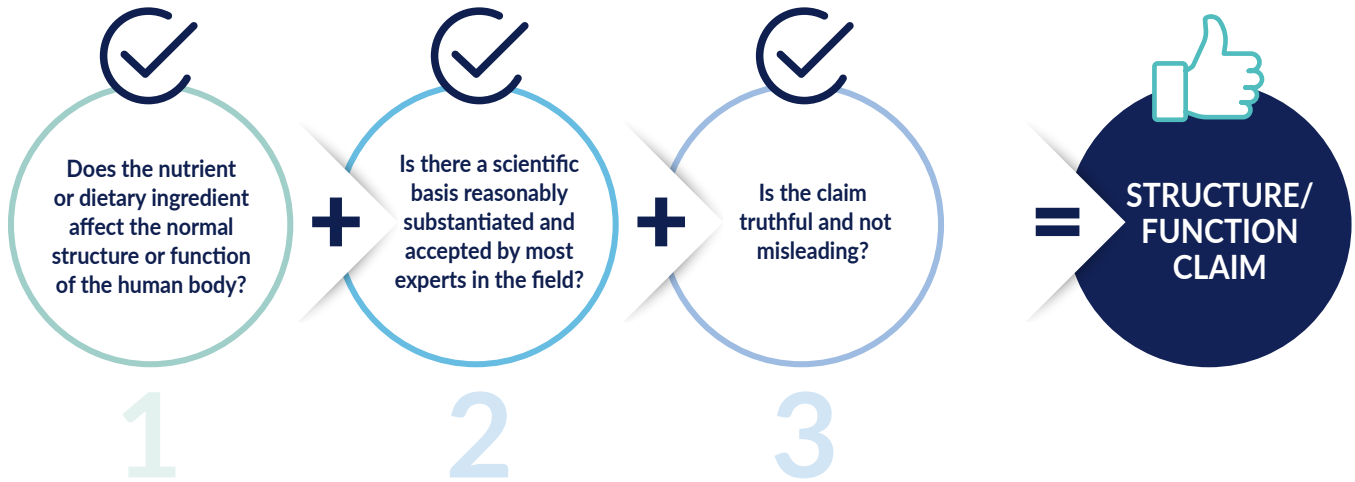 Does the nutrient
or dietary ingredient
affect the normal
structure or function
of the human body?
1
+
Is there a scientific
basis reasonably
substantiated and
accepted by most
experts in the field?
2
+
Is the claim
truthful and not
misleading?
3
=
STRUCTURE/
FUNCTION
CLAIM